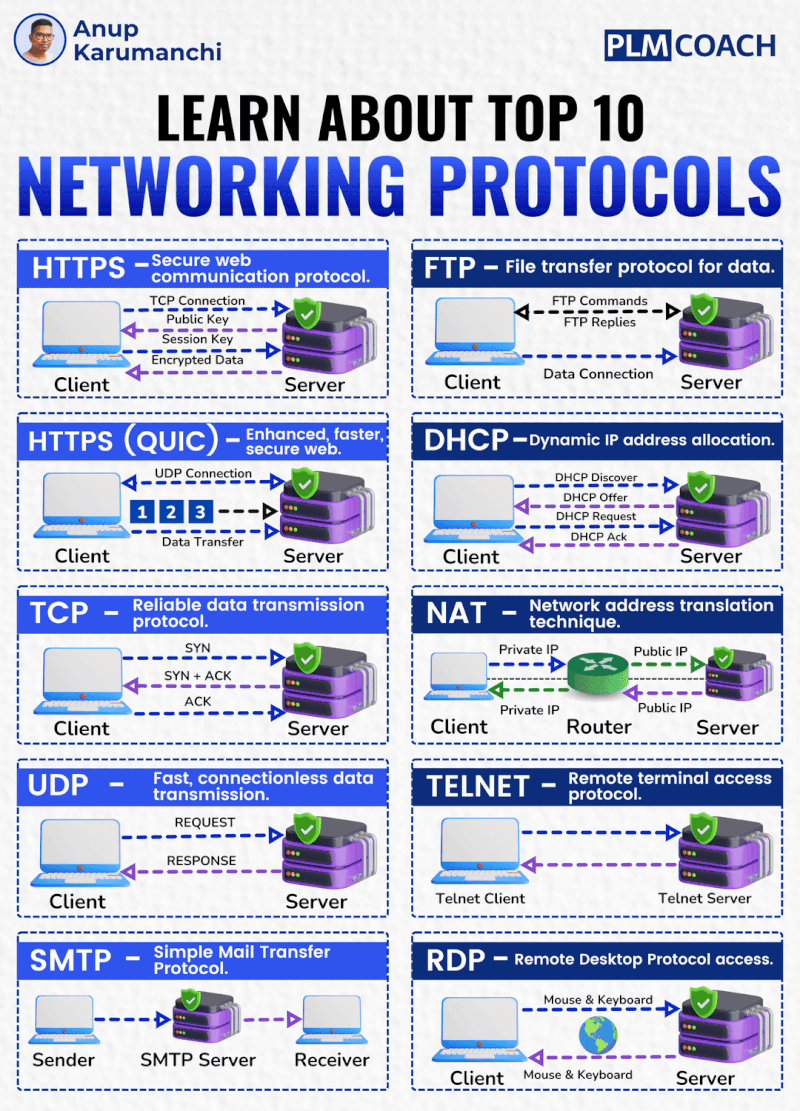 Anup
Karumanchi
PLMCOACH
LEARN ABOUT TOP 10
NETWORKING PROTOCOLS
HTTPS – Secure web
communication protocol.
TCP Connection
Public Key
Session Key
Encrypted Data
Client
Server
FTP – File transfer protocol for data.
FTP Commands
FTP Replies
Data Connection
Client
Server
HTTPS (QUIC) – Enhanced, faster,
secure web.
UDP Connection
1 2 3
Data Transfer
Client
Server
DHCP – Dynamic IP address allocation.
DHCP Discover
DHCP Offer
DHCP Request
DHCP Ack
Client
Server
TCP – Reliable data transmission
protocol.
SYN
SYN + ACK
ACK
Client
Server
NAT – Network address translation
technique.
Private IP
Public IP
Private IP
Public IP
Client
Router
Server
UDP – Fast, connectionless data
transmission.
REQUEST
RESPONSE
Client
Server
TELNET – Remote terminal access
protocol.
Telnet Client
Telnet Server
SMTP – Simple Mail Transfer
Protocol.
Sender
SMTP Server
Receiver
RDP – Remote Desktop Protocol access.
Mouse & Keyboard
Mouse & Keyboard
Client
Server